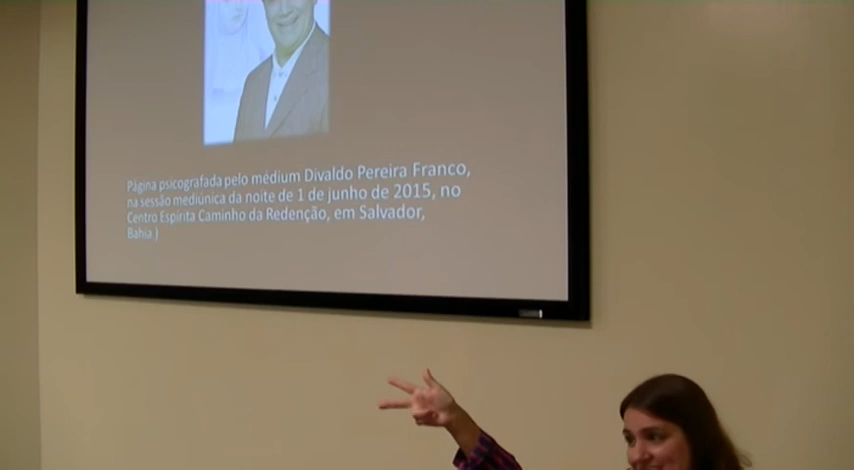 Página psicografada pelo médium Divaldo Pereira Franco,
na sessão mediúnica da noite de 1 de junho de 2015, no
Centro Espírita Caminho da Redenção, em Salvador,
Bahia )